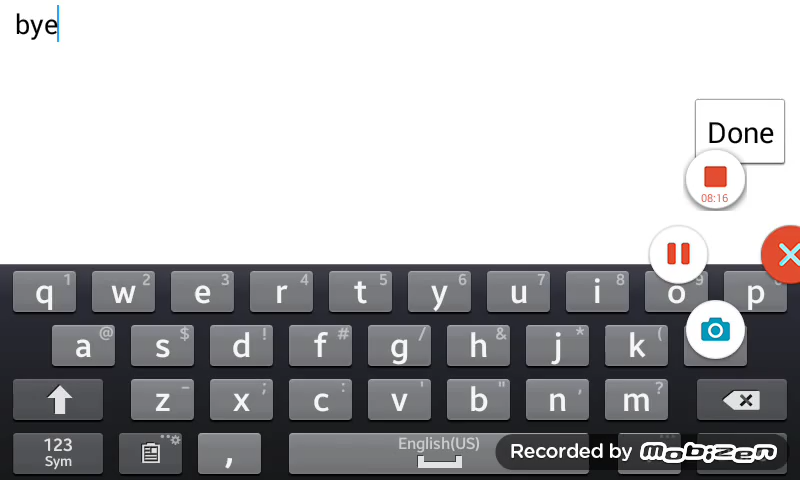 bye
Done
08:16
q 1 w 2 e 3 r 4 t 5 y 6 u 7 i 8 o 9 p
a @ s $ d ! f # g / h & j * k (
z - x ; c : v ' b " n , m ?
123
Sym
,
English(US)
Recorded by mobizen